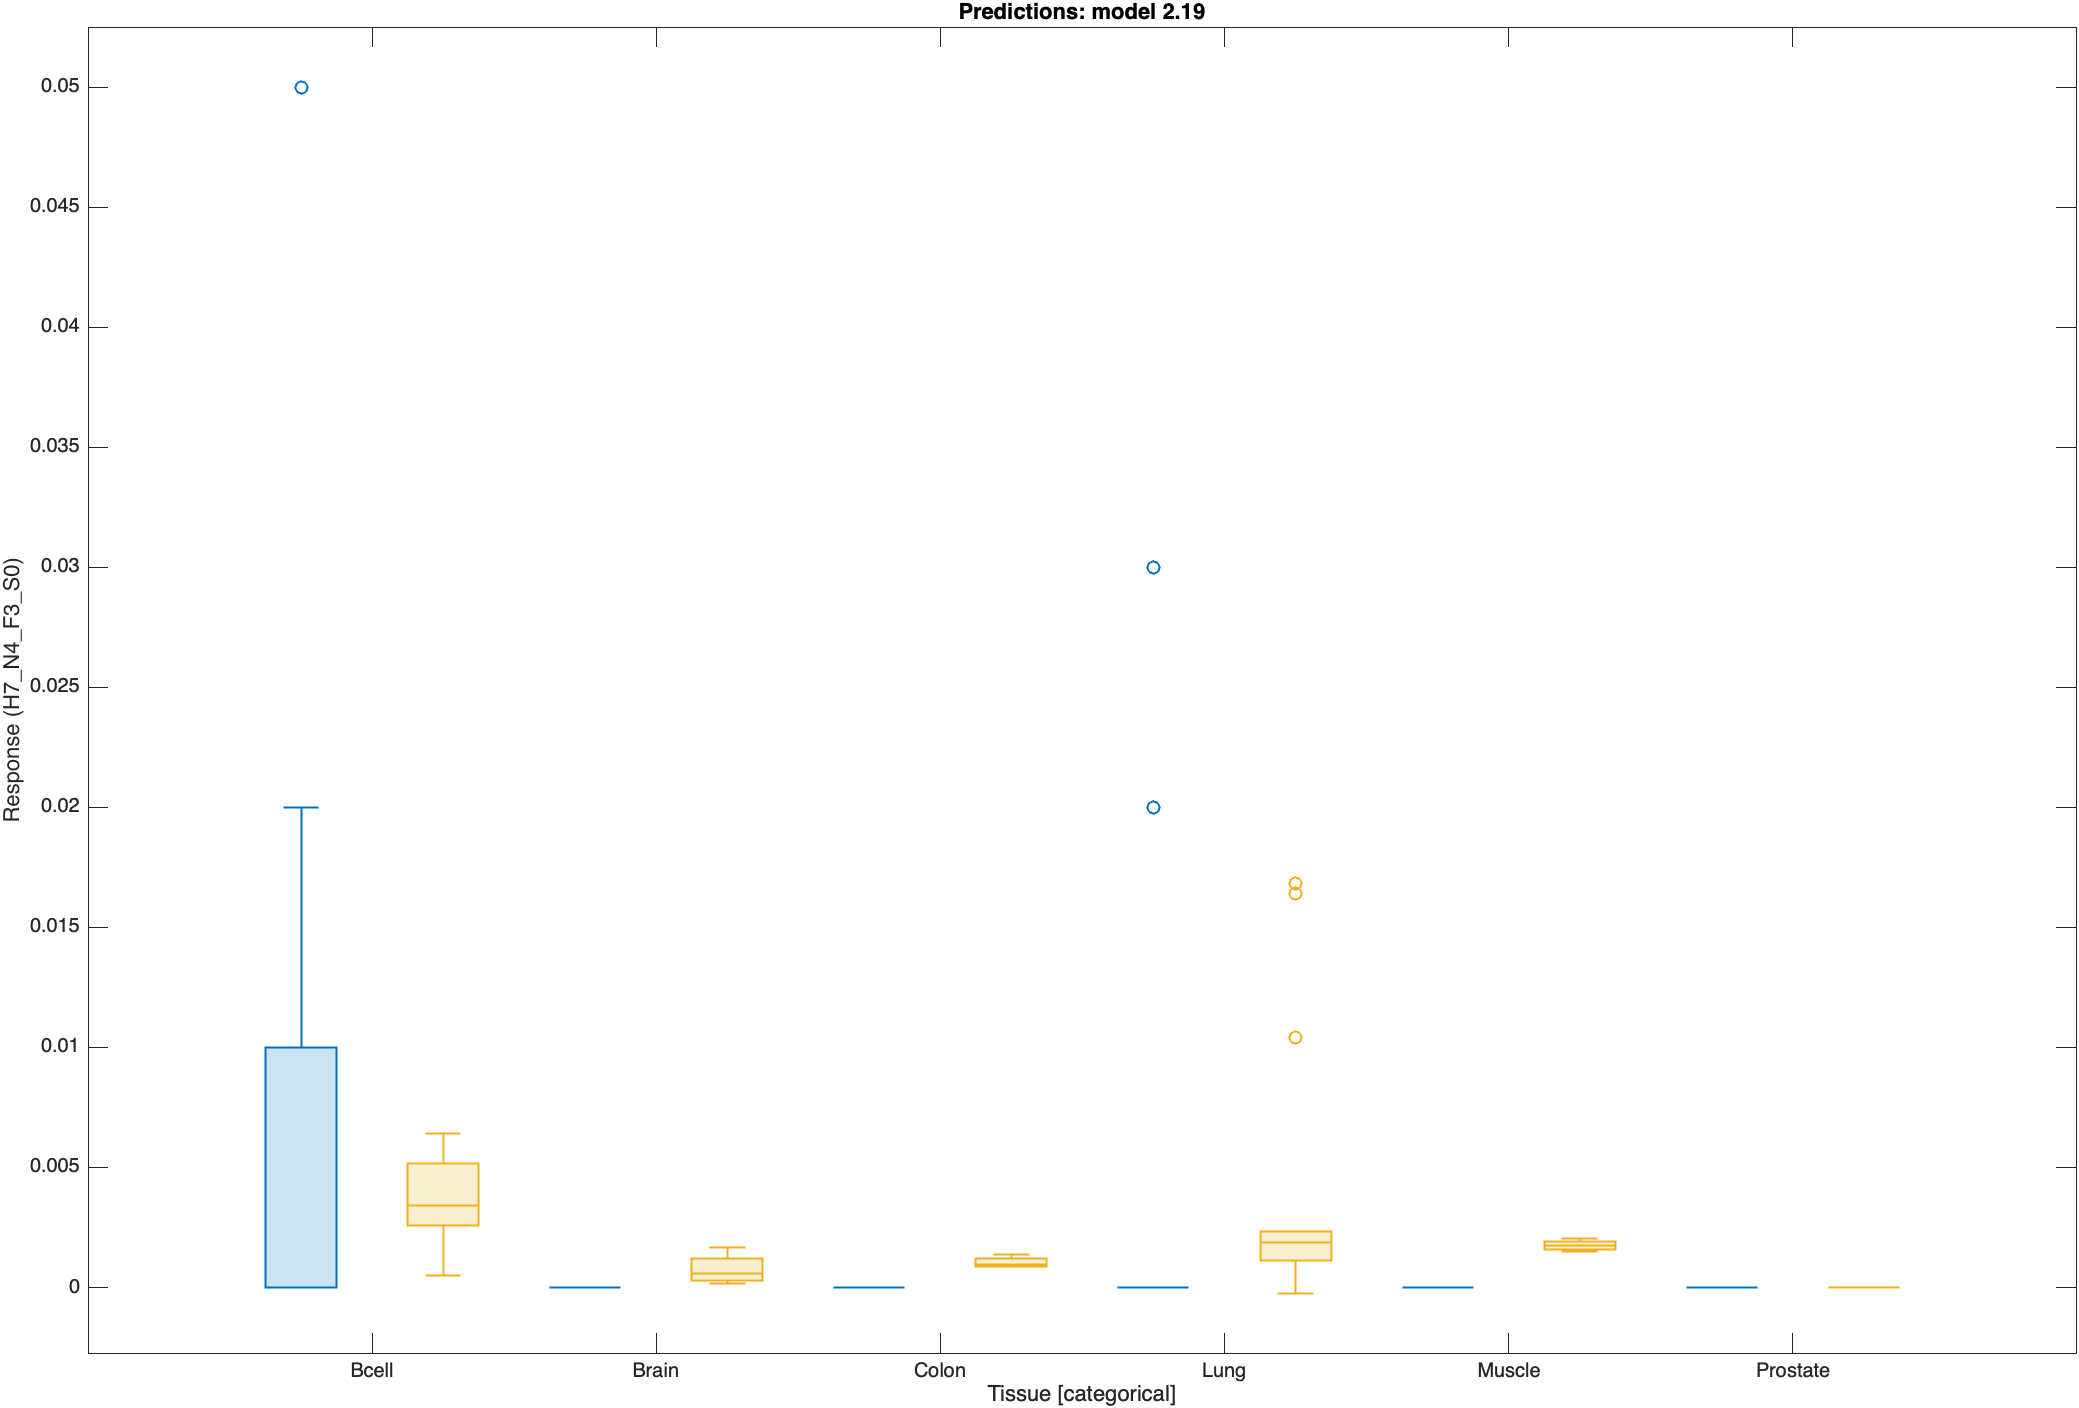 Predictions: model 2.19
0.05
0.045
0.04
0.035
0.03
0.025
0.02
0.015
0.01
0.005
0
Response (H7_N4_F3_S0)
Bcell
Brain
Colon
Lung
Muscle
Prostate
Tissue [categorical]